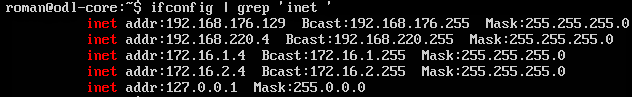 roman@odl-core:~$ ifconfig | grep 'inet '
inet addr:192.168.176.129 Bcast:192.168.176.255 Mask:255.255.255.0
inet addr:192.168.220.4 Bcast:192.168.220.255 Mask:255.255.255.0
inet addr:172.16.1.4 Bcast:172.16.1.255 Mask:255.255.255.0
inet addr:172.16.2.4 Bcast:172.16.2.255 Mask:255.255.255.0
inet addr:127.0.0.1 Mask:255.0.0.0